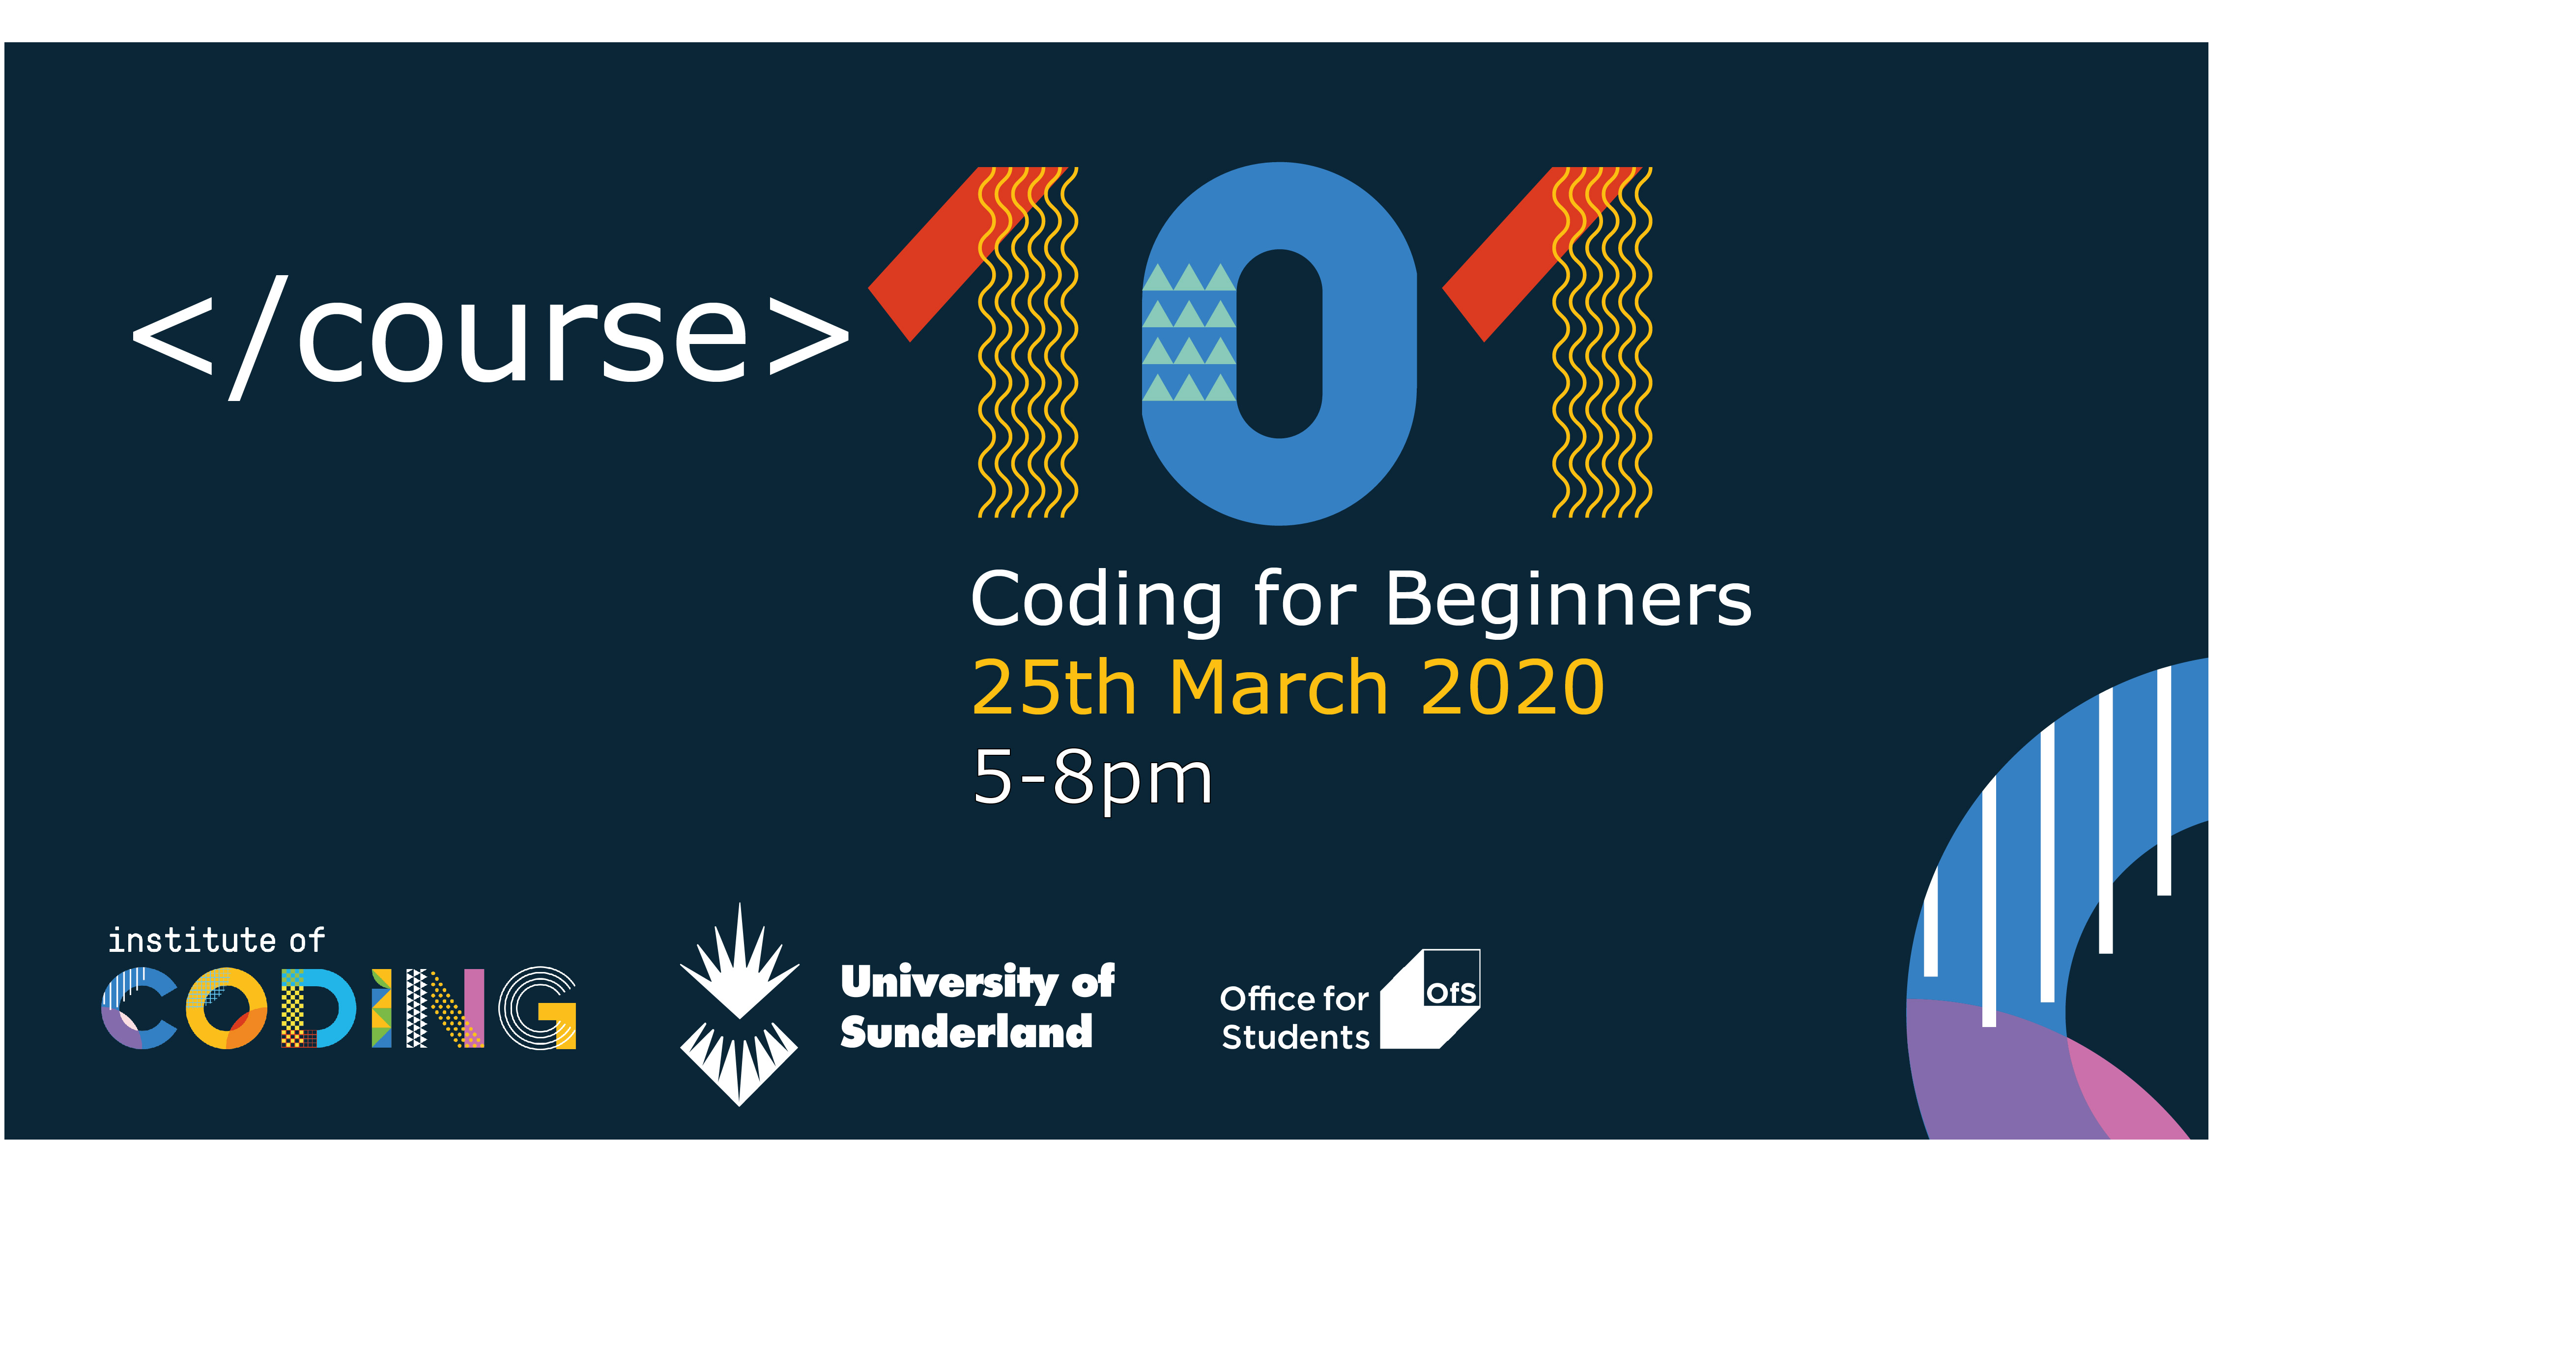 </course> 101
Coding for Beginners
25th March 2020
5-8pm
institute of
CODING
University of
Sunderland
Office for
Students
OfS